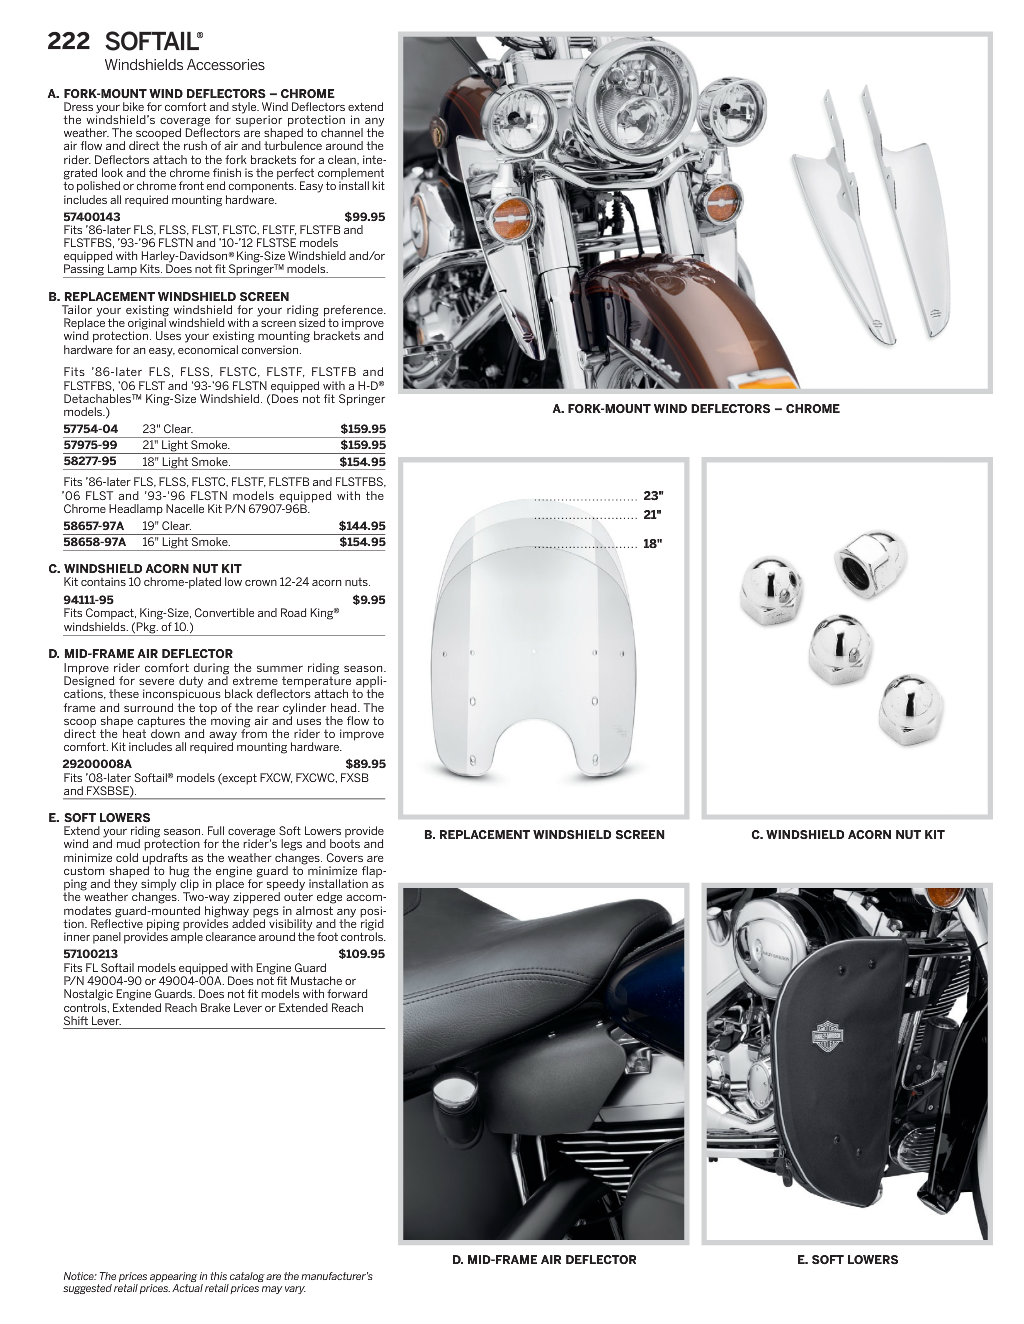 222 SOFTAIL®
Windshields Accessories
A. FORK-MOUNT WIND DEFLECTORS – CHROME
Dress your bike for comfort and style. Wind Deflectors extend
the windshield's coverage for superior protection in any
weather. The scooped Deflectors are shaped to channel the
air flow and direct the rush of air and turbulence around the
rider. Deflectors attach to the fork brackets for a clean, inte-
grated look and the chrome finish is the perfect complement
to polished or chrome front end components. Easy to install kit
includes all required mounting hardware.
57400143 $99.95
Fits '86-later FLS, FLSS, FLST, FLSTC, FLSTF, FLSTFB and
FLSTFBS, '93-'96 FLSTN and '10-'12 FLSTSE models
equipped with Harley-Davidson® King-Size Windshield and/or
Passing Lamp Kits. Does not fit Springer™ models.
B. REPLACEMENT WINDSHIELD SCREEN
Tailor your existing windshield for your riding preference.
Replace the original windshield with a screen sized to improve
wind protection. Uses your existing mounting brackets and
hardware for an easy, economical conversion.
Fits '86-later FLS, FLSS, FLSTC, FLSTF, FLSTFB and
FLSTFBS, '06 FLST and '93-'96 FLSTN equipped with a H-D®
Detachables™ King-Size Windshield. (Does not fit Springer
models.)
57754-04 23" Clear. $159.95
57975-99 21" Light Smoke. $159.95
58277-95 18" Light Smoke. $154.95
Fits '86-later FLS, FLSS, FLSTC, FLSTF, FLSTFB and FLSTFBS,
'06 FLST and '93-'96 FLSTN models equipped with the
Chrome Headlamp Nacelle Kit P/N 67907-96B.
58657-97A 19" Clear. $144.95
58658-97A 16" Light Smoke. $154.95
C. WINDSHIELD ACORN NUT KIT
Kit contains 10 chrome-plated low crown 12-24 acorn nuts.
94111-95 $9.95
Fits Compact, King-Size, Convertible and Road King®
windshields. (Pkg. of 10.)
D. MID-FRAME AIR DEFLECTOR
Improve rider comfort during the summer riding season.
Designed for severe duty and extreme temperature appli-
cations, these inconspicuous black deflectors attach to the
frame and surround the top of the rear cylinder head. The
scoop shape captures the moving air and uses the flow to
direct the heat down and away from the rider to improve
comfort. Kit includes all required mounting hardware.
29200008A $89.95
Fits '08-later Softail® models (except FXCW, FXCWC, FXSB
and FXSBSE).
E. SOFT LOWERS
Extend your riding season. Full coverage Soft Lowers provide
wind and mud protection for the rider's legs and boots and
minimize cold updrafts as the weather changes. Covers are
custom shaped to hug the engine guard to minimize flap-
ping and they simply clip in place for speedy installation as
the weather changes. Two-way zippered outer edge accom-
modates guard-mounted highway pegs in almost any posi-
tion. Reflective piping provides added visibility and the rigid
inner panel provides ample clearance around the foot controls.
57100213 $109.95
Fits FL Softail models equipped with Engine Guard
P/N 49004-90 or 49004-00A. Does not fit Mustache or
Nostalgic Engine Guards. Does not fit models with forward
controls, Extended Reach Brake Lever or Extended Reach
Shift Lever.
Notice: The prices appearing in this catalog are the manufacturer's
suggested retail prices. Actual retail prices may vary.
A. FORK-MOUNT WIND DEFLECTORS – CHROME
23"
21"
18"
B. REPLACEMENT WINDSHIELD SCREEN
C. WINDSHIELD ACORN NUT KIT
D. MID-FRAME AIR DEFLECTOR
E. SOFT LOWERS